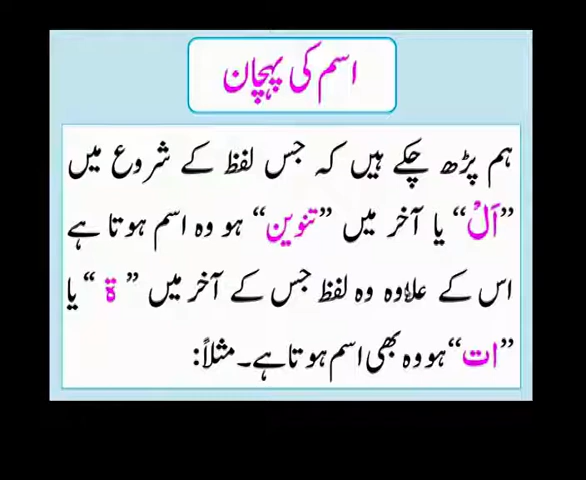 اسم کی پہچان
ہم پڑھ چکے ہیں کہ جس لفظ کے شروع میں
”اَلْ“ یا آخر میں ”تنوین“ ہو وہ اسم ہوتا ہے
اس کے علاوہ وہ لفظ جس کے آخر میں ”ة“ یا
”ات“ ہو وہ بھی اسم ہوتا ہے۔ مثلاً: